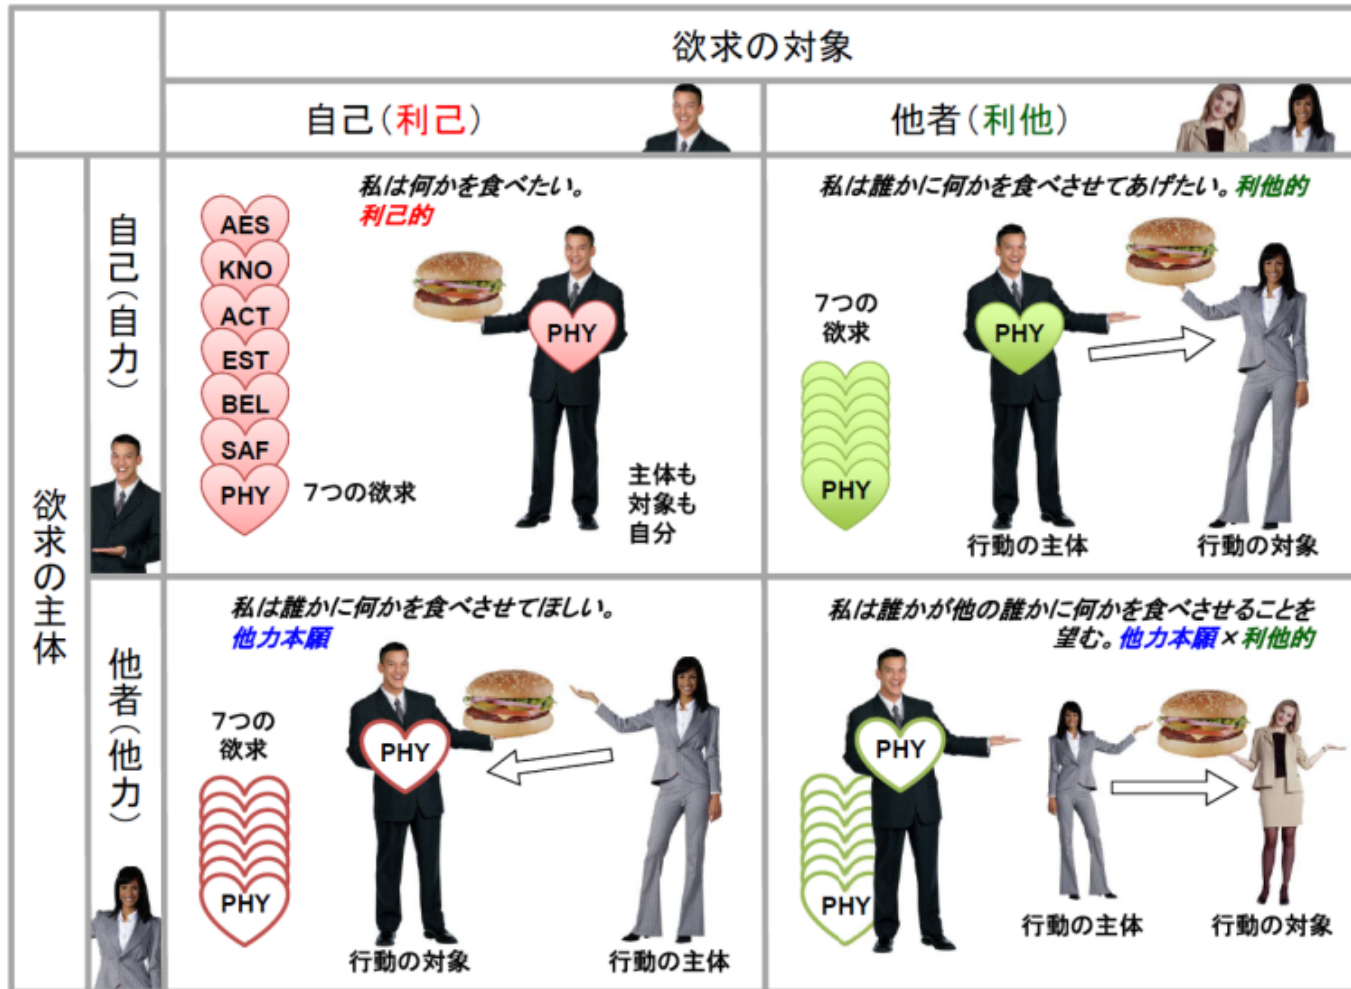 欲求の対象
自己(利己)
他者(利他)
欲求の主体
自己(自力)
私は何かを食べたい。
利己的
AES
KNO
ACT
EST
BEL
SAF
PHY
7つの欲求
PHY
主体も
対象も
自分
私は誰かに何かを食べさせてあげたい。利他的
7つの
欲求
PHY
PHY
行動の主体
行動の対象
他者(他力)
私は誰かに何かを食べさせてほしい。
他力本願
7つの
欲求
PHY
PHY
行動の対象
行動の主体
私は誰かが他の誰かに何かを食べさせることを
望む。他力本願×利他的
PHY
PHY
行動の主体
行動の対象